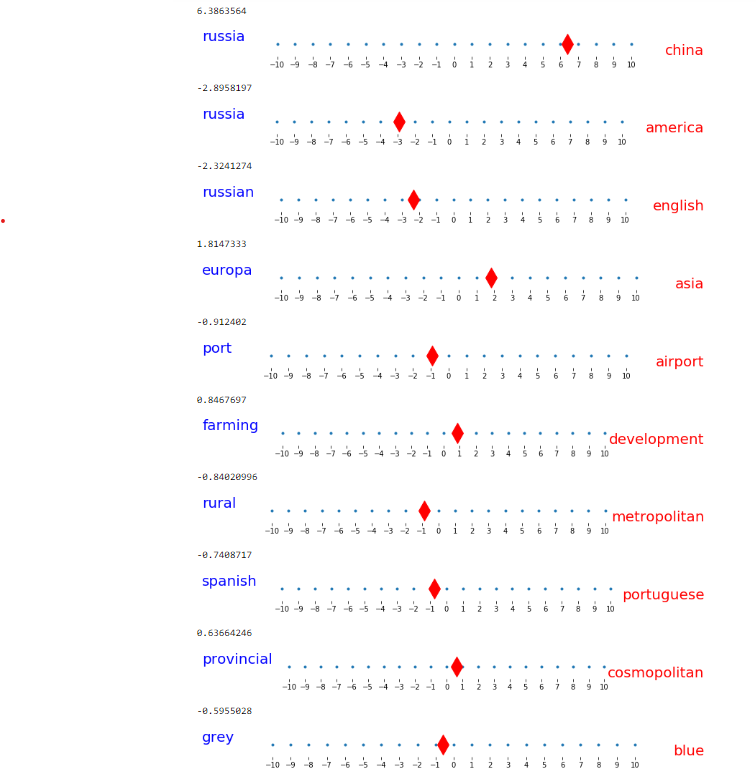 6.3863564
russia china
−10 −9 −8 −7 −6 −5 −4 −3 −2 −1 0 1 2 3 4 5 6 7 8 9 10
-2.8958197
russia america
−10 −9 −8 −7 −6 −5 −4 −3 −2 −1 0 1 2 3 4 5 6 7 8 9 10
-2.3241274
russian english
−10 −9 −8 −7 −6 −5 −4 −3 −2 −1 0 1 2 3 4 5 6 7 8 9 10
1.8147333
europa asia
−10 −9 −8 −7 −6 −5 −4 −3 −2 −1 0 1 2 3 4 5 6 7 8 9 10
-0.912402
port airport
−10 −9 −8 −7 −6 −5 −4 −3 −2 −1 0 1 2 3 4 5 6 7 8 9 10
0.8467697
farming development
−10 −9 −8 −7 −6 −5 −4 −3 −2 −1 0 1 2 3 4 5 6 7 8 9 10
-0.84020996
rural metropolitan
−10 −9 −8 −7 −6 −5 −4 −3 −2 −1 0 1 2 3 4 5 6 7 8 9 10
-0.7408717
spanish portuguese
−10 −9 −8 −7 −6 −5 −4 −3 −2 −1 0 1 2 3 4 5 6 7 8 9 10
0.63664246
provincial cosmopolitan
−10 −9 −8 −7 −6 −5 −4 −3 −2 −1 0 1 2 3 4 5 6 7 8 9 10
-0.5955028
grey blue
−10 −9 −8 −7 −6 −5 −4 −3 −2 −1 0 1 2 3 4 5 6 7 8 9 10